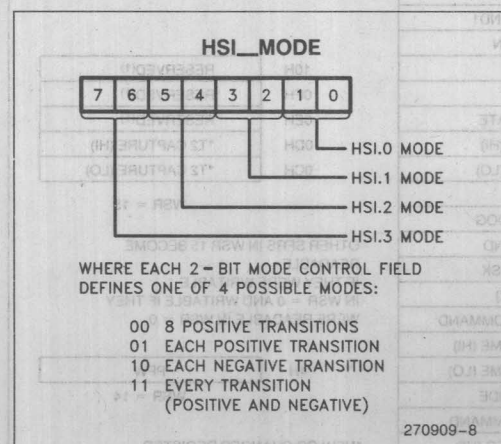 HSI__MODE
7 6 5 4 3 2 1 0
HSI.0 MODE
HSI.1 MODE
HSI.2 MODE
HSI.3 MODE
WHERE EACH 2-BIT MODE CONTROL FIELD
DEFINES ONE OF 4 POSSIBLE MODES:
00 8 POSITIVE TRANSITIONS
01 EACH POSITIVE TRANSITION
10 EACH NEGATIVE TRANSITION
11 EVERY TRANSITION
(POSITIVE AND NEGATIVE)
270909-8